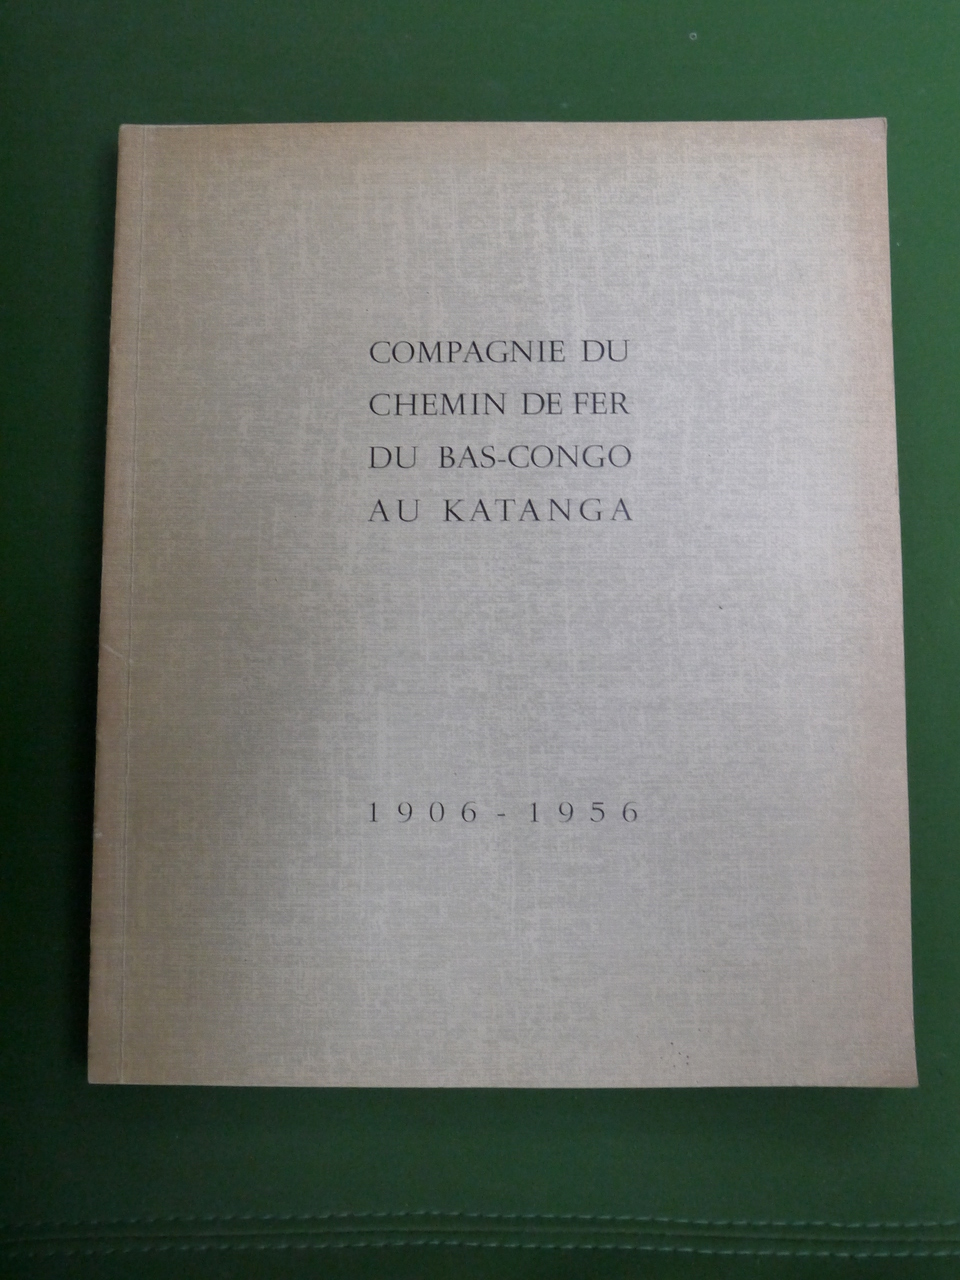 COMPAGNIE DU
CHEMIN DE FER
DU BAS-CONGO
AU KATANGA
1906-1956